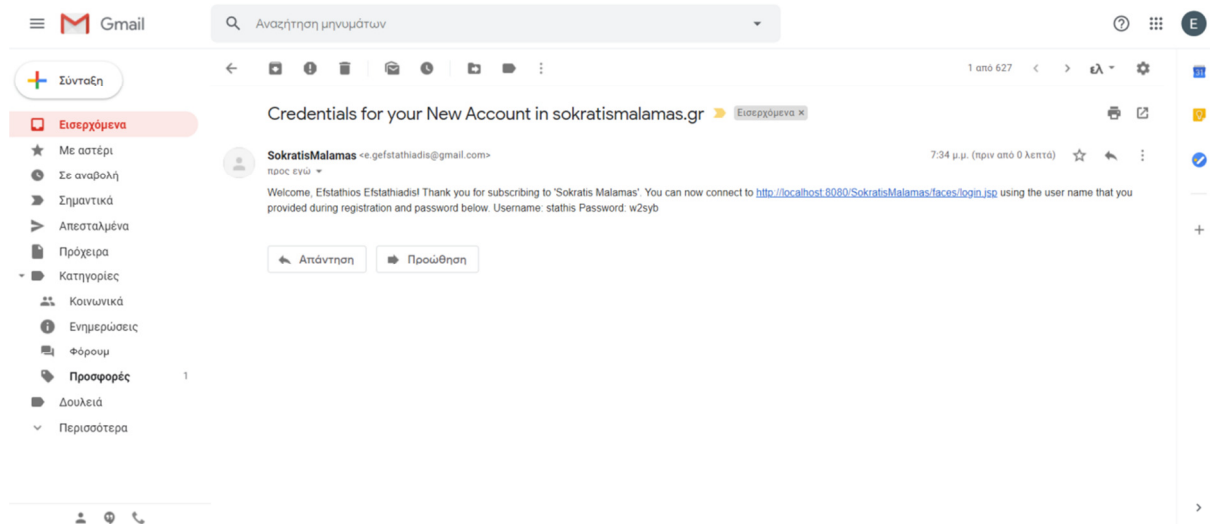 Gmail
Αναζήτηση μηνυμάτων
E
Σύνταξη
1 από 627
ελ
31
Credentials for your New Account in sokratismalamas.gr
Εισερχόμενα ×
Εισερχόμενα
Με αστέρι
Σε αναβολή
Σημαντικά
Απεσταλμένα
Πρόχειρα
Κατηγορίες
Κοινωνικά
Ενημερώσεις
Φόρουμ
Προσφορές 1
Δουλειά
Περισσότερα
SokratisMalamas <e.gefstathiadis@gmail.com>
7:34 μ.μ. (πριν από 0 λεπτά)
προς εγώ
Welcome, Efstathios Efstathiadis! Thank you for subscribing to 'Sokratis Malamas'. You can now connect to http://localhost:8080/SokratisMalamas/faces/login.jsp using the user name that you
provided during registration and password below. Username: stathis Password: w2syb
Απάντηση
Προώθηση